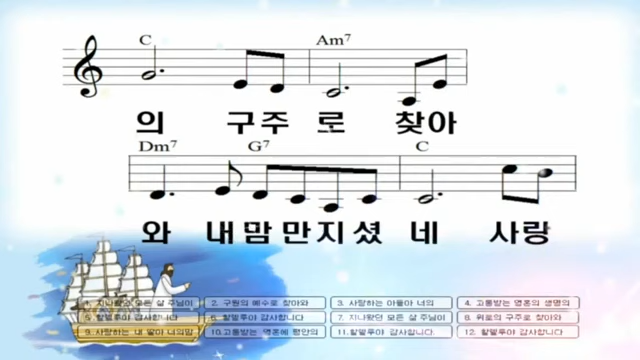 C Am7
의 구주 로 찾아
Dm7 G7 C
와 내맘만지셨 네 사랑
1. 지나왔던 모든 삶 주님이 2. 구원의 예수로 찾아와 3. 사랑하는 아들아 너의 4. 고통받는 영혼의 생명의
5. 할렐루야 감사합니다 6. 할렐루야 감사합니다 7. 지나왔던 모든 삶 주님이 8. 위로의 구주로 찾아와
9. 사랑하는 내 딸아 너의맘 10.고통받는 영혼에 평안의 11.할렐루야 감사합니다. 12. 할렐루야 감사합니다